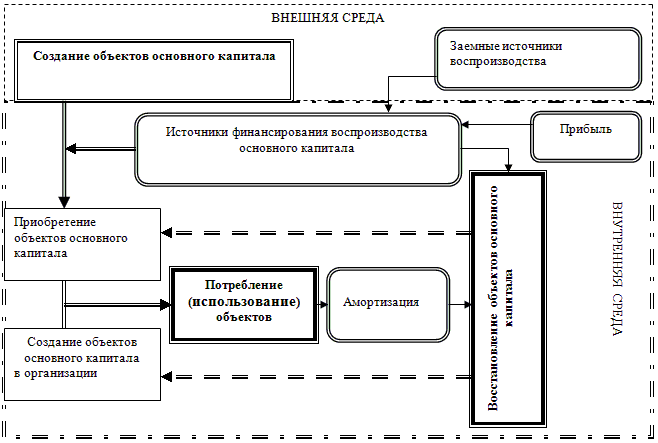 ВНЕШНЯЯ СРЕДА
Создание объектов основного капитала
Заемные источники
воспроизводства
Источники финансирования воспроизводства
основного капитала
Прибыль
Приобретение
объектов основного
капитала
Потребление
(использование)
объектов
Амортизация
Восстановление объектов основного
капитала
ВНУТРЕННЯЯ СРЕДА
Создание объектов
основного капитала
в организации